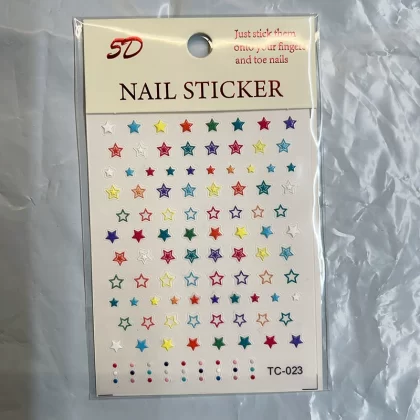 5D
Just stick them
onto your fingers
and toe nails
NAIL STICKER
TC-023